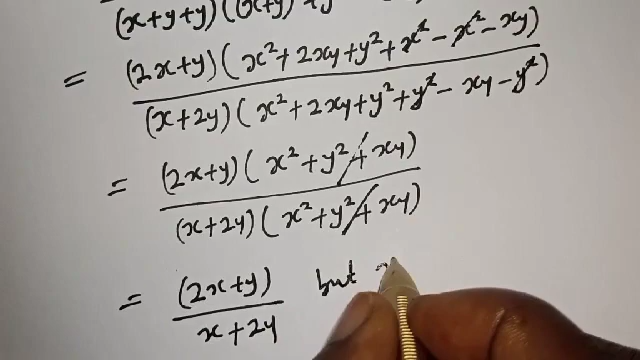 (x+y+y)(x+y)²+y
= (2x+y)(x²+2xy+y²+x²-x²-xy)
(x+2y)(x²+2xy+y²+y²-xy-y²)
= (2x+y)(x²+y²+xy)
(x+2y)(x²+y²+xy)
= (2x+y) but
x+2y